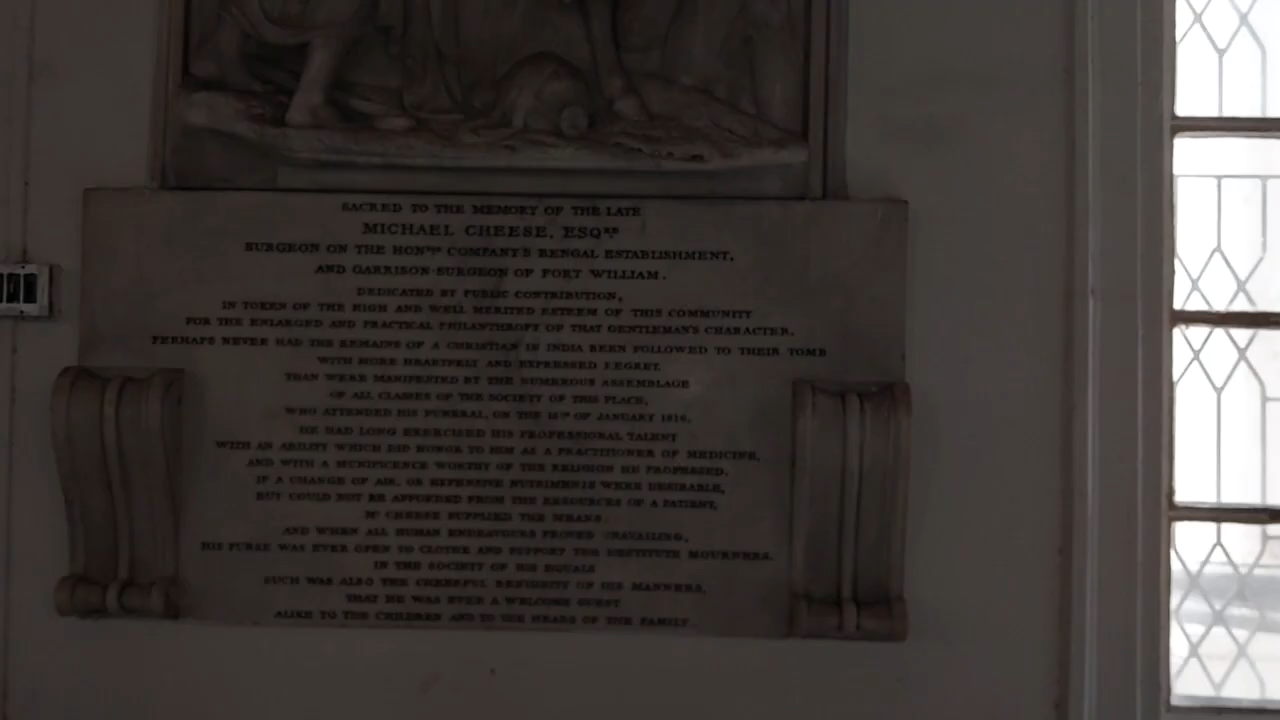 SACRED TO THE MEMORY OF THE LATE
MICHAEL CHEESE, ESQRE
SURGEON ON THE HONBLE COMPANY'S BENGAL ESTABLISHMENT,
AND GARRISON-SURGEON OF FORT WILLIAM.
DEDICATED BY PUBLIC CONTRIBUTION,
IN TOKEN OF THE HIGH AND WELL MERITED ESTEEM OF THIS COMMUNITY
FOR THE ENLARGED AND PRACTICAL PHILANTHROPY OF THAT GENTLEMAN'S CHARACTER.
PERHAPS NEVER HAD THE REMAINS OF A CHRISTIAN IN INDIA BEEN FOLLOWED TO THEIR TOMB
WITH MORE HEARTFELT AND EXPRESSED REGRET,
THAN WERE MANIFESTED BY THE NUMEROUS ASSEMBLAGE
OF ALL CLASSES OF THE SOCIETY OF THIS PLACE,
WHO ATTENDED HIS FUNERAL, ON THE OF JANUARY 1816.
HE HAD LONG EXERCISED HIS PROFESSIONAL TALENT
WITH AN ABILITY WHICH DID HONOR TO HIM AS A PRACTITIONER OF MEDICINE,
AND WITH A MUNIFICENCE WORTHY OF THE RELIGION HE PROFESSED.
IF A CHANGE OF AIR, OR EXPENSIVE NUTRIMENTS WERE DESIRABLE,
BUT COULD NOT BE AFFORDED FROM THE RESOURCES OF A PATIENT,
MR CHEESE SUPPLIED THE MEANS:
AND WHEN ALL HUMAN ENDEAVOURS PROVED UNAVAILING,
HIS PURSE WAS EVER OPEN TO CLOTHE AND SUPPORT THE DESTITUTE MOURNERS.
IN THE SOCIETY OF HIS EQUALS
SUCH WAS ALSO THE CHEERFUL BENIGNITY OF HIS MANNERS,
THAT HE WAS EVER A WELCOME GUEST
ALIKE TO THE CHILDREN AND TO THE HEADS OF THE FAMILY.